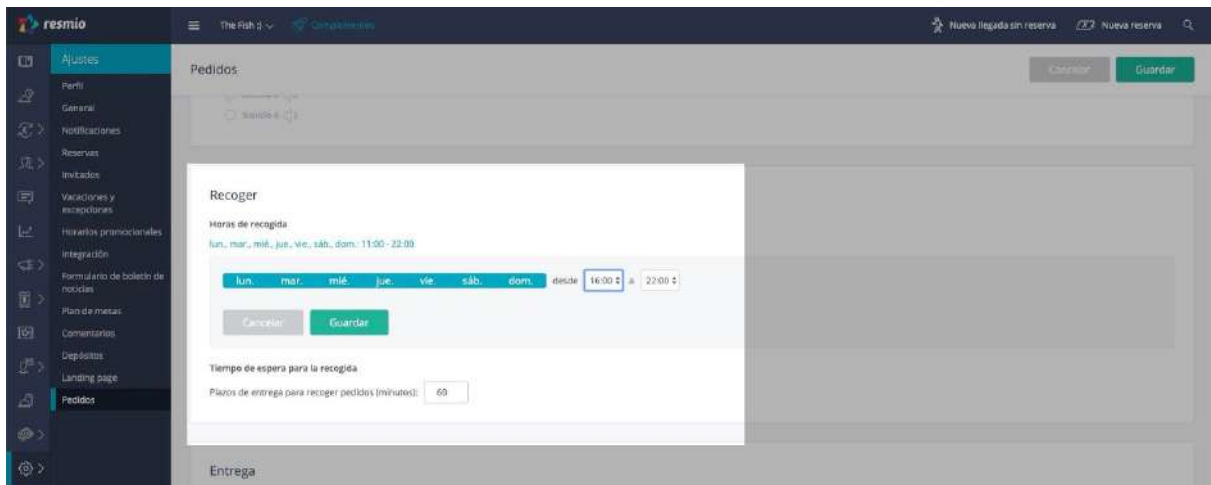 resmio
The Fish :)
Complementos
Nueva llegada sin reserva
Nueva reserva
Ajustes
Perfil
General
Notificaciones
Reservas
Invitados
Vacaciones y
excepciones
Horarios promocionales
Integración
Formulario de boletín de
noticias
Plan de mesas
Comentarios
Depósitos
Landing page
Pedidos
Pedidos
Cancelar
Guardar
Sonido 6
Recoger
Horas de recogida
lun., mar., mié., jue., vie., sáb., dom.: 11:00 - 22:00
lun. mar. mié. jue. vie. sáb. dom. desde 16:00 a 22:00
Cancelar Guardar
Tiempo de espera para la recogida
Plazos de entrega para recoger pedidos (minutos): 60
Entrega